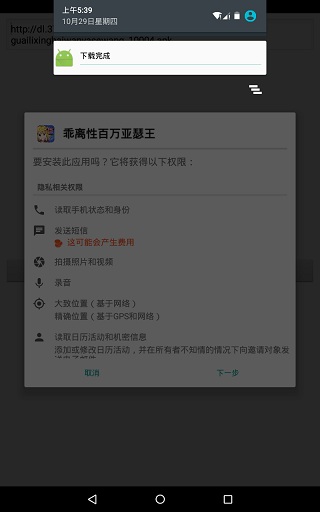 上午5:39
10月29日星期四
下载完成
http://dl.3
乖离性百万亚瑟王
要安装此应用吗？它将获得以下权限：
隐私相关权限
读取手机状态和身份
发送短信
这可能会产生费用
拍摄照片和视频
录音
大致位置（基于网络）
精确位置（基于GPS和网络）
读取日历活动和机密信息
添加或修改日历活动，并在所有者不知情的情况下向邀请对象发
取消
下一步